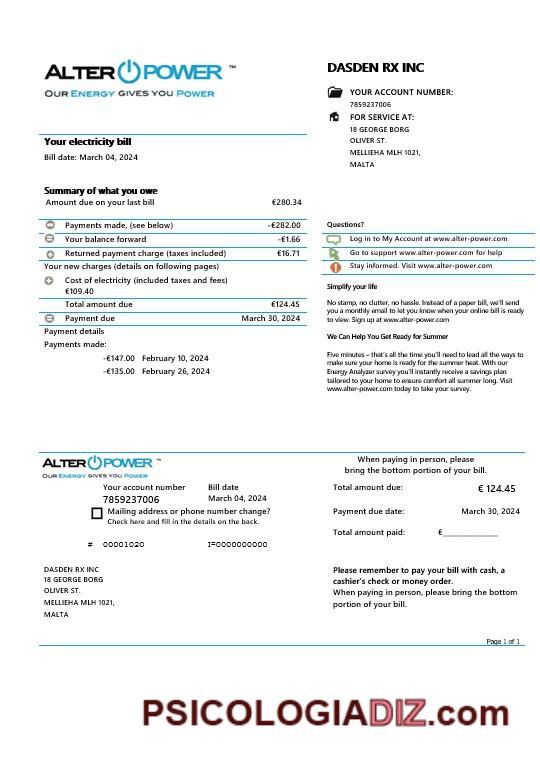 ALTER POWER ™
OUR ENERGY GIVES YOU POWER
DASDEN RX INC
YOUR ACCOUNT NUMBER:
7859237006
FOR SERVICE AT:
18 GEORGE BORG
OLIVER ST.
MELLIEHA MLH 1021,
MALTA
Your electricity bill
Bill date: March 04, 2024
Summary of what you owe
Amount due on your last bill €280.34
Payments made, (see below) -€282.00
Your balance forward -€1.66
Returned payment charge (taxes included) €16.71
Your new charges (details on following pages)
Cost of electricity (included taxes and fees)
€109.40
Total amount due €124.45
Payment due March 30, 2024
Payment details
Payments made:
-€147.00 February 10, 2024
-€135.00 February 26, 2024
Questions?
Log in to My Account at www.alter-power.com
Go to support www.alter-power.com for help
Stay informed. Visit www.alter-power.com
Simplify your life
No stamp, no clutter, no hassle. Instead of a paper bill, we'll send
you a monthly email to let you know when your online bill is ready
to view. Sign up at www.alter-power.com
We Can Help You Get Ready for Summer
Five minutes – that's all the time you'll need to lead all the ways to
make sure your home is ready for the summer heat. With our
Energy Analyzer survey you'll instantly receive a savings plan
tailored to your home to ensure comfort all summer long. Visit
www.alter-power.com today to take your survey.
ALTER POWER ™
OUR ENERGY GIVES YOU POWER
Your account number Bill date
7859237006 March 04, 2024
Mailing address or phone number change?
Check here and fill in the details on the back.
# 00001020 I=0000000000
DASDEN RX INC
18 GEORGE BORG
OLIVER ST.
MELLIEHA MLH 1021,
MALTA
When paying in person, please
bring the bottom portion of your bill.
Total amount due: € 124.45
Payment due date: March 30, 2024
Total amount paid: €____________
Please remember to pay your bill with cash, a
cashier's check or money order.
When paying in person, please bring the bottom
portion of your bill.
Page 1 of 1
PSICOLOGIADIZ.com